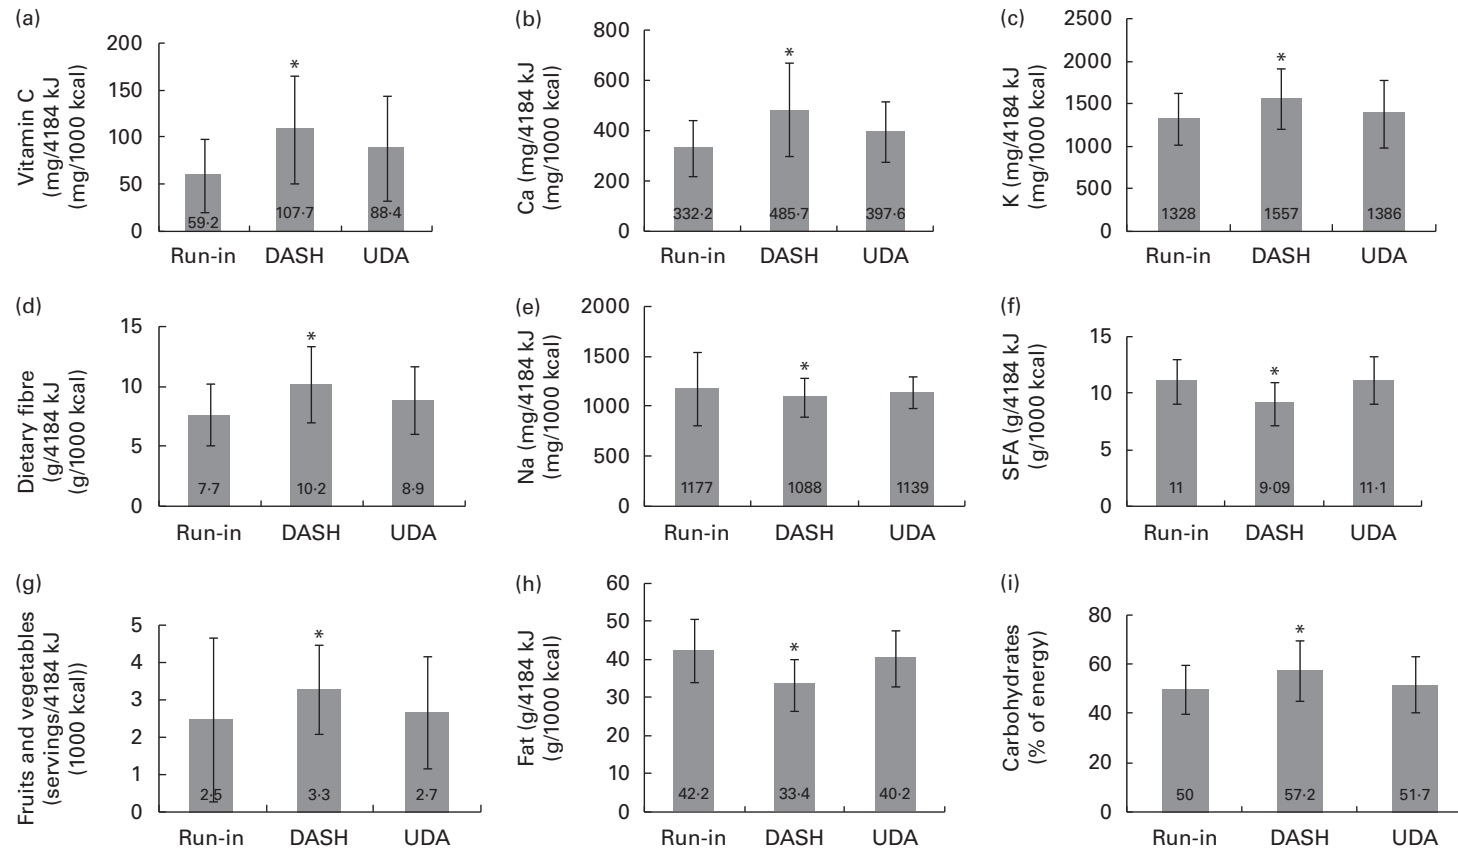 (a)
Vitamin C
(mg/4184 kJ
(mg/1000 kcal)
200
150
100
50
0
*
59·2
107·7
88·4
Run-in
DASH
UDA
(b)
Ca (mg/4184 kJ
(mg/1000 kcal)
800
600
400
200
0
*
332·2
485·7
397·6
Run-in
DASH
UDA
(c)
K (mg/4184 kJ
(mg/1000 kcal)
2500
2000
1500
1000
500
0
*
1328
1557
1386
Run-in
DASH
UDA
(d)
Dietary fibre
(g/4184 kJ
(g/1000 kcal)
15
10
5
0
*
7·7
10·2
8·9
Run-in
DASH
UDA
(e)
Na (mg/4184 kJ
(mg/1000 kcal)
2000
1500
1000
500
0
*
1177
1088
1139
Run-in
DASH
UDA
(f)
SFA (g/4184 kJ
(g/1000 kcal)
15
10
5
0
*
11
9·09
11·1
Run-in
DASH
UDA
(g)
Fruits and vegetables
(servings/4184 kJ
(1000 kcal))
5
4
3
2
1
0
*
2·5
3·3
2·7
Run-in
DASH
UDA
(h)
Fat (g/4184 kJ
(g/1000 kcal)
60
50
40
30
20
10
0
*
42·2
33·4
40·2
Run-in
DASH
UDA
(i)
Carbohydrates
(% of energy)
80
60
40
20
0
*
50
57·2
51·7
Run-in
DASH
UDA